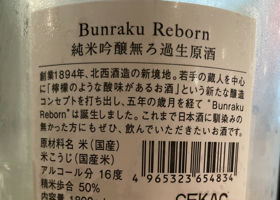 Bunraku Reborn
純米吟醸無ろ過生原酒
創業1894年、北西酒造の新境地。若手の蔵人を中心
に「檸檬のような酸味があるお酒」という新たな醸造
コンセプトを打ち出し、五年の歳月を経て “Bunraku
Reborn”は誕生しました。これまで日本酒に馴染みの
無かった方にもぜひ、飲んでいただきたいお酒です。
原材料名 米(国産)
米こうじ(国産米)
アルコール分 16度
精米歩合 50%
4 965323 654834